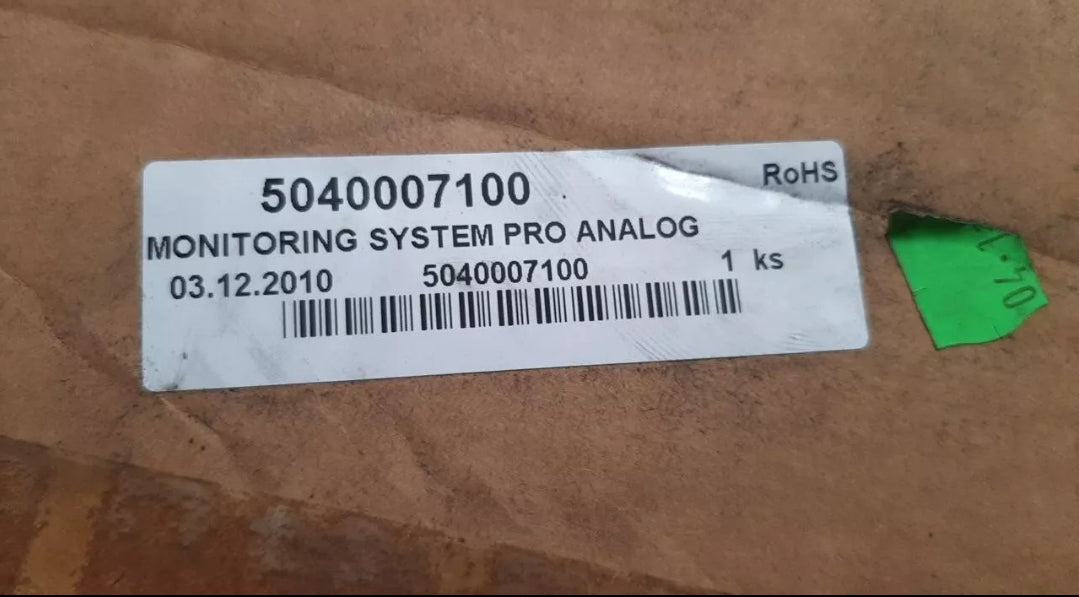 RoHS
5040007100
MONITORING SYSTEM PRO ANALOG
03.12.2010 5040007100 1 ks